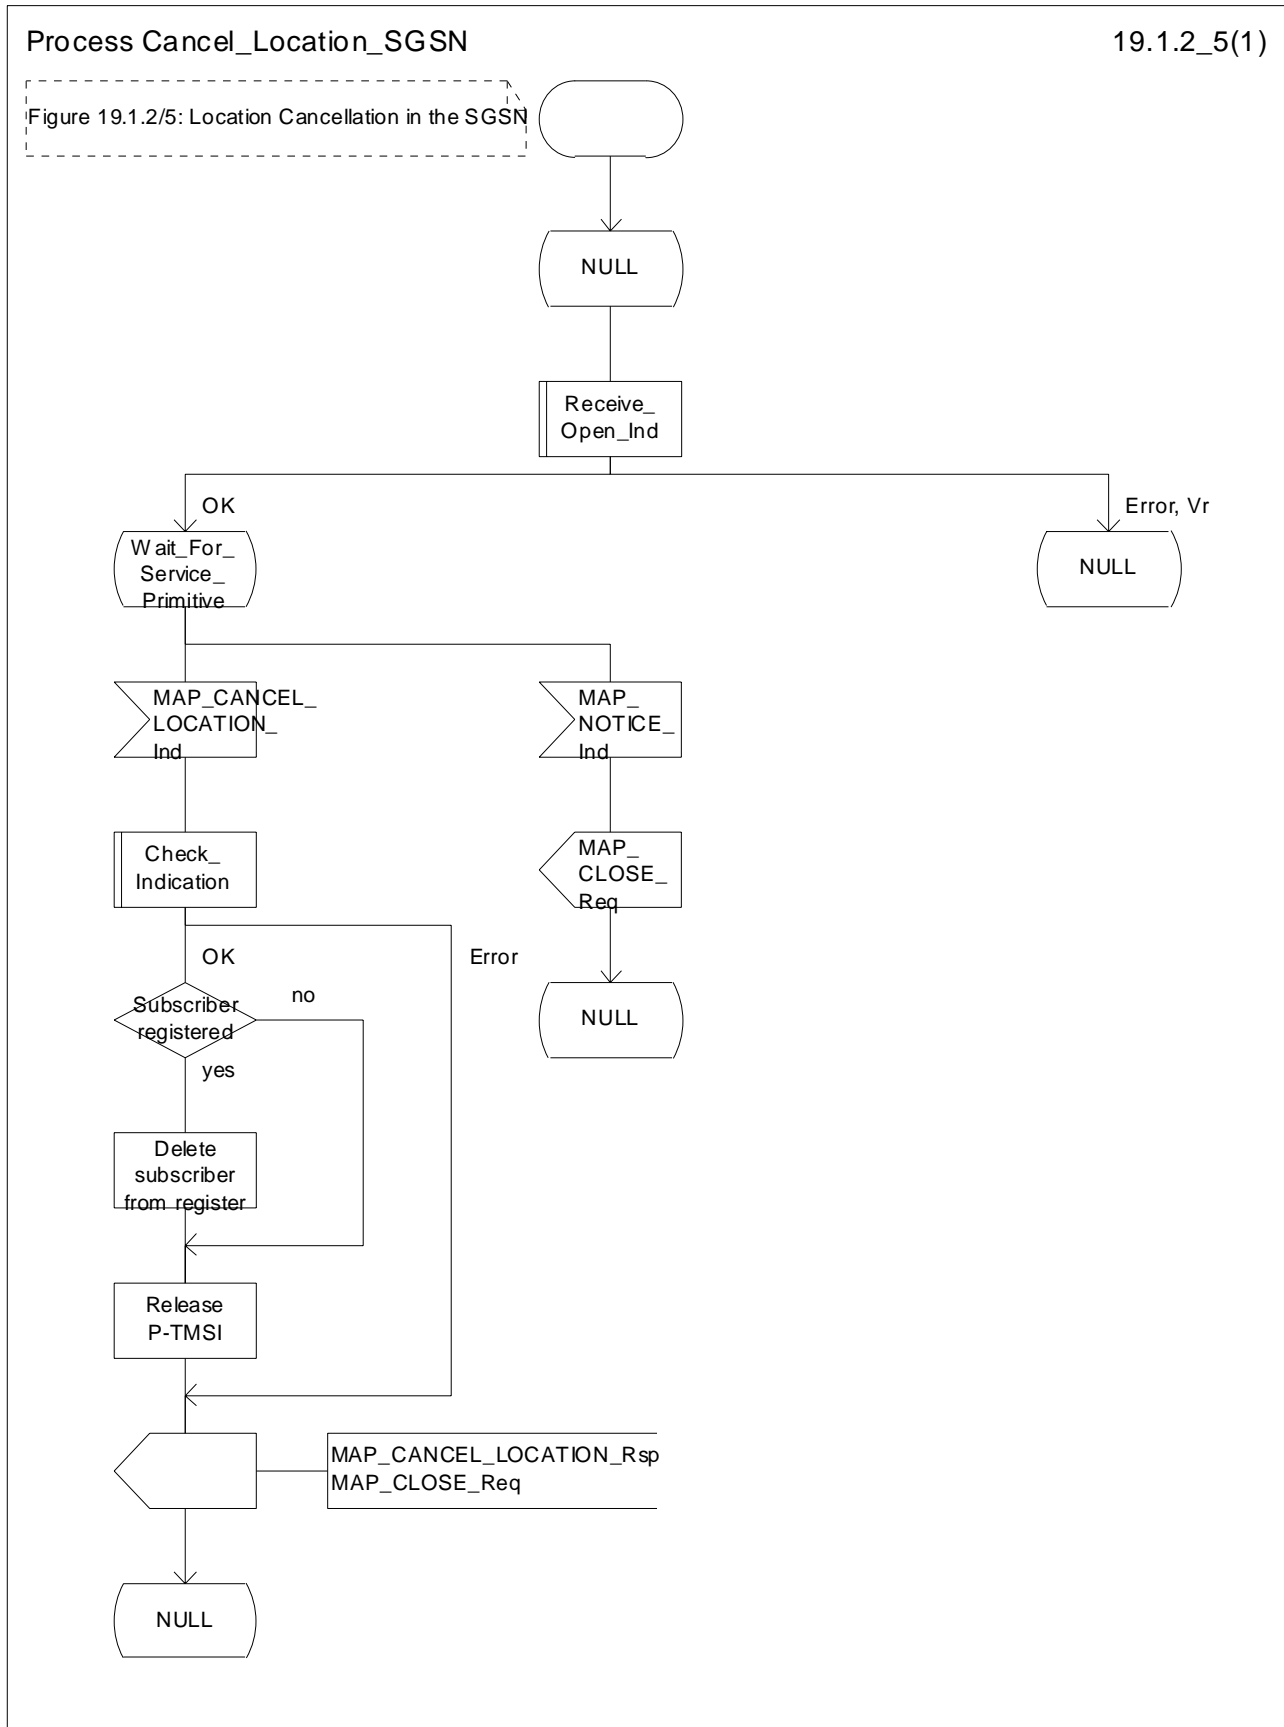 Process Cancel_Location_SGSN
19.1.2_5(1)
Figure 19.1.2/5: Location Cancellation in the SGSN
NULL
Receive_
Open_Ind
OK
Error, Vr
Wait_For_
Service_
Primitive
NULL
MAP_CANCEL_
LOCATION_
Ind
MAP_
NOTICE_
Ind
Check_
Indication
MAP_
CLOSE_
Req
OK
Error
Subscriber
registered
no
yes
NULL
Delete
subscriber
from register
Release
P-TMSI
MAP_CANCEL_LOCATION_Rsp
MAP_CLOSE_Req
NULL